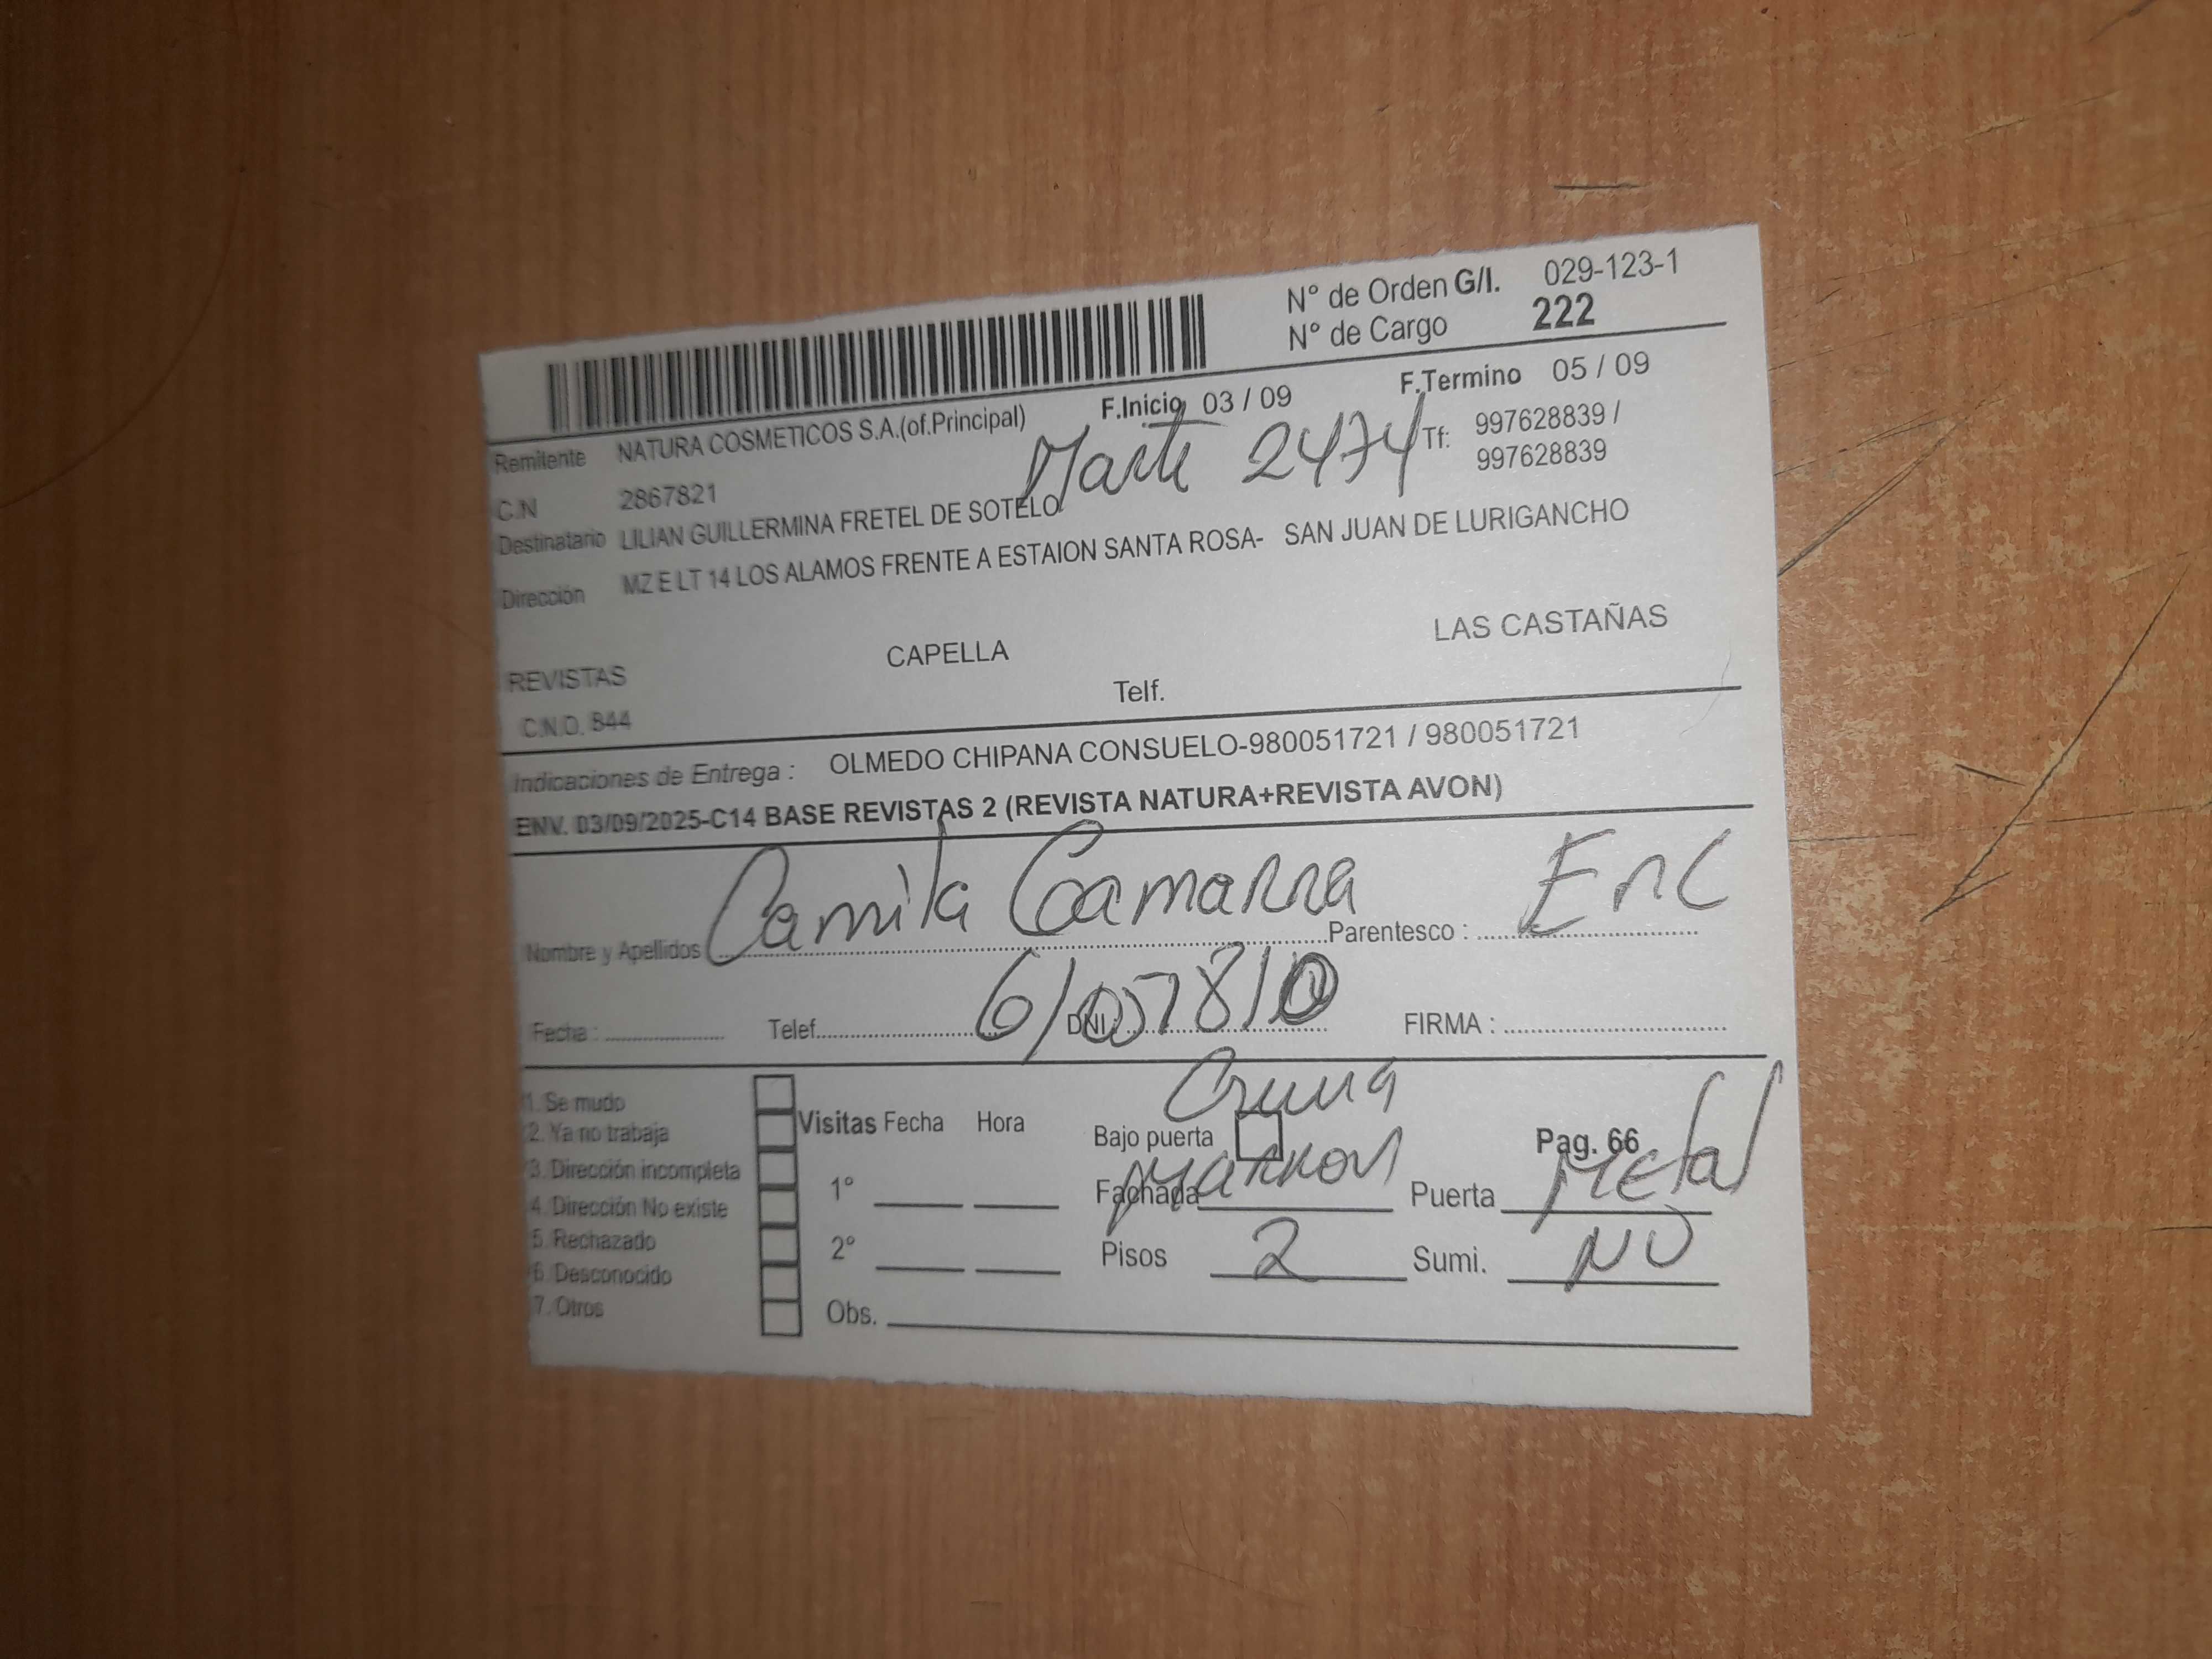 N° de Orden G/I. 029-123-1
N° de Cargo 222
F.Inicio 03 / 09 F.Termino 05 / 09
Remitente NATURA COSMETICOS S.A.(of.Principal)
Marte 2474 Tf: 997628839 /
997628839
C.N 2867821
Destinatario LILIAN GUILLERMINA FRETEL DE SOTELO
Dirección MZ E LT 14 LOS ALAMOS FRENTE A ESTAION SANTA ROSA- SAN JUAN DE LURIGANCHO
REVISTAS CAPELLA LAS CASTAÑAS
C.N.O. 844 Telf.
Indicaciones de Entrega : OLMEDO CHIPANA CONSUELO-980051721 / 980051721
ENV. 03/09/2025-C14 BASE REVISTAS 2 (REVISTA NATURA+REVISTA AVON)
Nombre y Apellidos Camila Gamarra Parentesco : Enc
Fecha : Telef. DNI : FIRMA :
1. Se mudo
2. Ya no trabaja
3. Dirección incompleta
4. Dirección No existe
5. Rechazado
6. Desconocido
7. Otros
Visitas Fecha Hora
1°
2°
Obs.
Crema
Bajo puerta Pag. 66
Fachada Marron Puerta Metal
Pisos 2 Sumi. NO